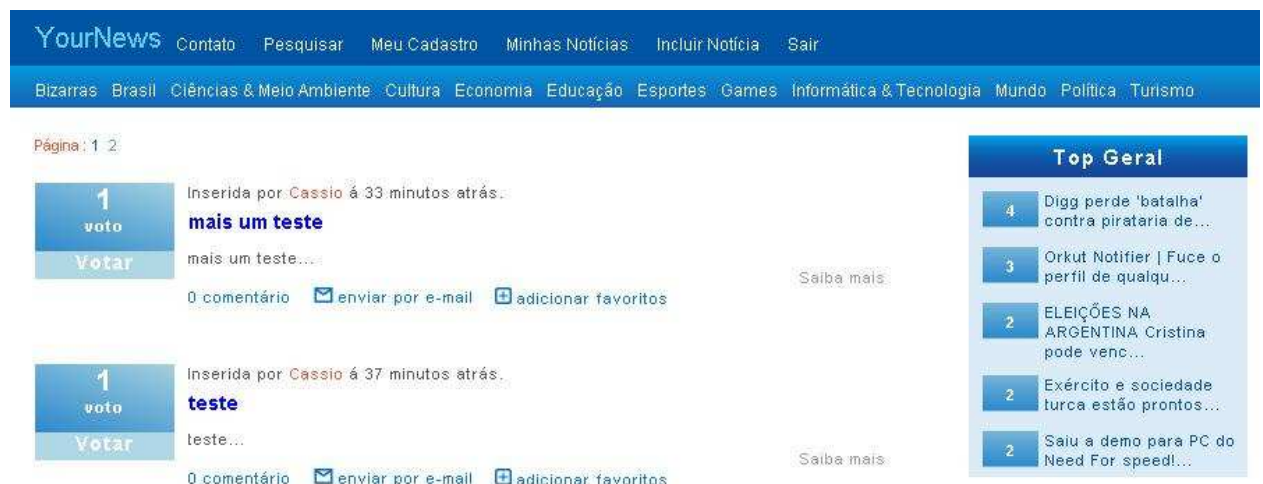 YourNews Contato Pesquisar Meu Cadastro Minhas Notícias Incluir Notícia Sair
Bizarras Brasil Ciências & Meio Ambiente Cultura Economia Educação Esportes Games Informática & Tecnologia Mundo Política Turismo
Página : 1 2
1
voto
Votar
Inserida por Cassio á 33 minutos atrás.
mais um teste
mais um teste...
Saiba mais
0 comentário enviar por e-mail adicionar favoritos
1
voto
Votar
Inserida por Cassio á 37 minutos atrás.
teste
teste...
Saiba mais
0 comentário enviar por e-mail adicionar favoritos
Top Geral
4 Digg perde 'batalha'
contra pirataria de...
3 Orkut Notifier | Fuce o
perfil de qualqu...
2 ELEIÇÕES NA
ARGENTINA Cristina
pode venc...
2 Exército e sociedade
turca estão prontos...
2 Saiu a demo para PC do
Need For speed!...